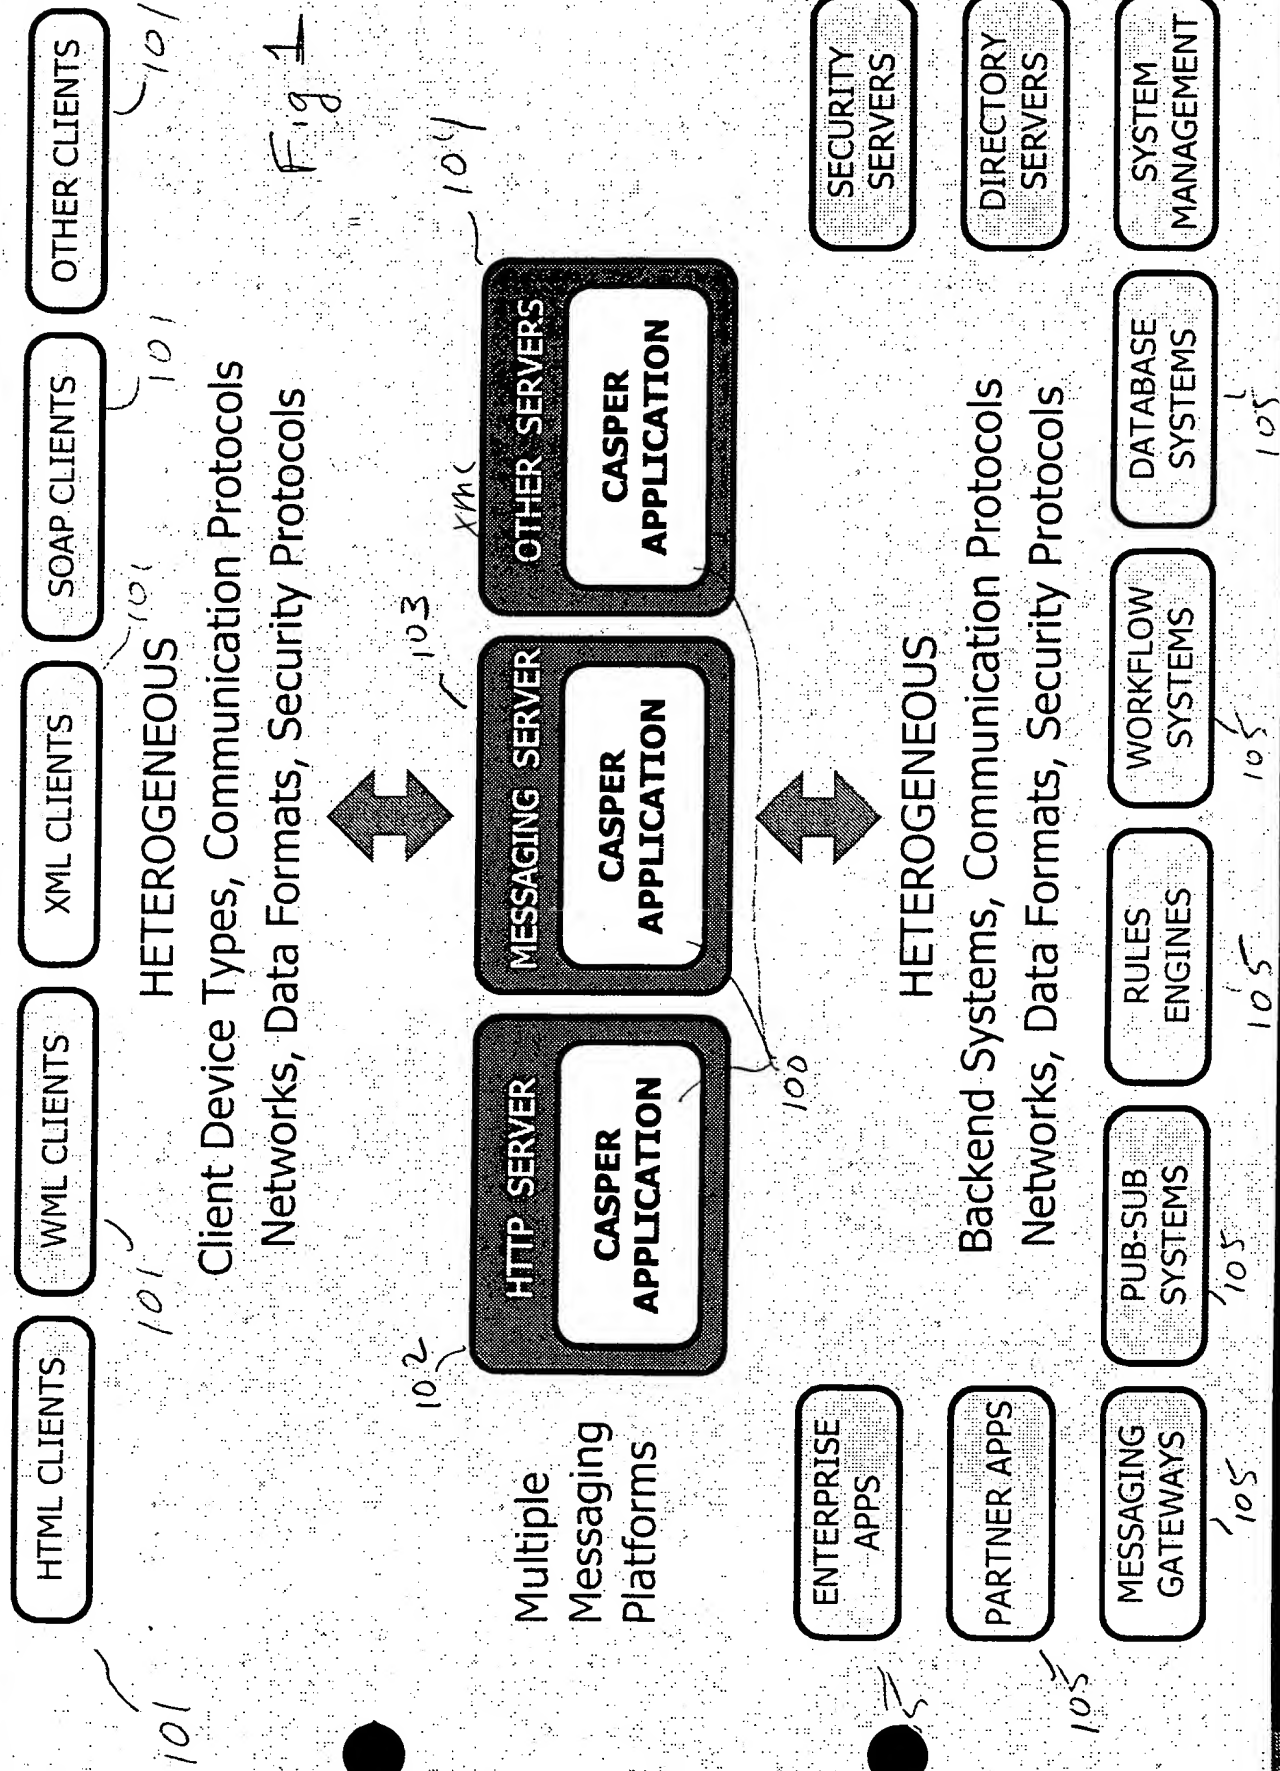 HTML CLIENTS
WML CLIENTS
XML CLIENTS
SOAP CLIENTS
OTHER CLIENTS
101
101
101
101
101
HETEROGENEOUS
Client Device Types, Communication Protocols
Networks, Data Formats, Security Protocols
Fig 1
102
103
xml
104
Multiple
Messaging
Platforms
HTTP SERVER
CASPER
APPLICATION
MESSAGING SERVER
CASPER
APPLICATION
OTHER SERVERS
CASPER
APPLICATION
100
HETEROGENEOUS
Backend Systems, Communication Protocols
Networks, Data Formats, Security Protocols
ENTERPRISE
APPS
PARTNER APPS
105
MESSAGING
GATEWAYS
105
PUB-SUB
SYSTEMS
105
RULES
ENGINES
105
WORKFLOW
SYSTEMS
105
DATABASE
SYSTEMS
105
SECURITY
SERVERS
DIRECTORY
SERVERS
SYSTEM
MANAGEMENT